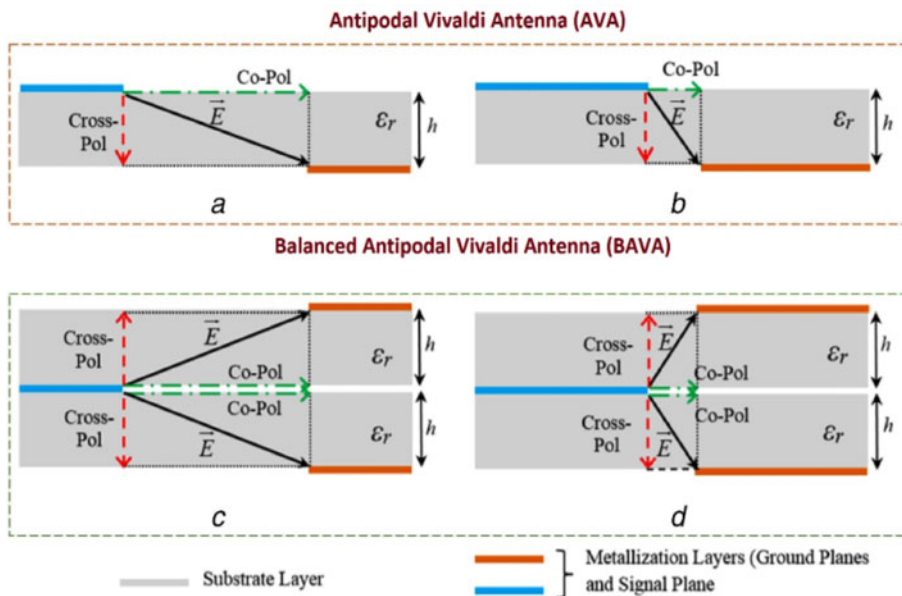 Antipodal Vivaldi Antenna (AVA)
Co-Pol
Cross-
Pol
E
εr
h
a
Co-Pol
Cross-
Pol
E
εr
h
b
Balanced Antipodal Vivaldi Antenna (BAVA)
Cross-
Pol
E
εr
h
Co-Pol
Co-Pol
Cross-
Pol
E
εr
h
c
Cross-
Pol
E
εr
h
Co-Pol
Co-Pol
Cross-
Pol
E
εr
h
d
Substrate Layer
Metallization Layers (Ground Planes
and Signal Plane